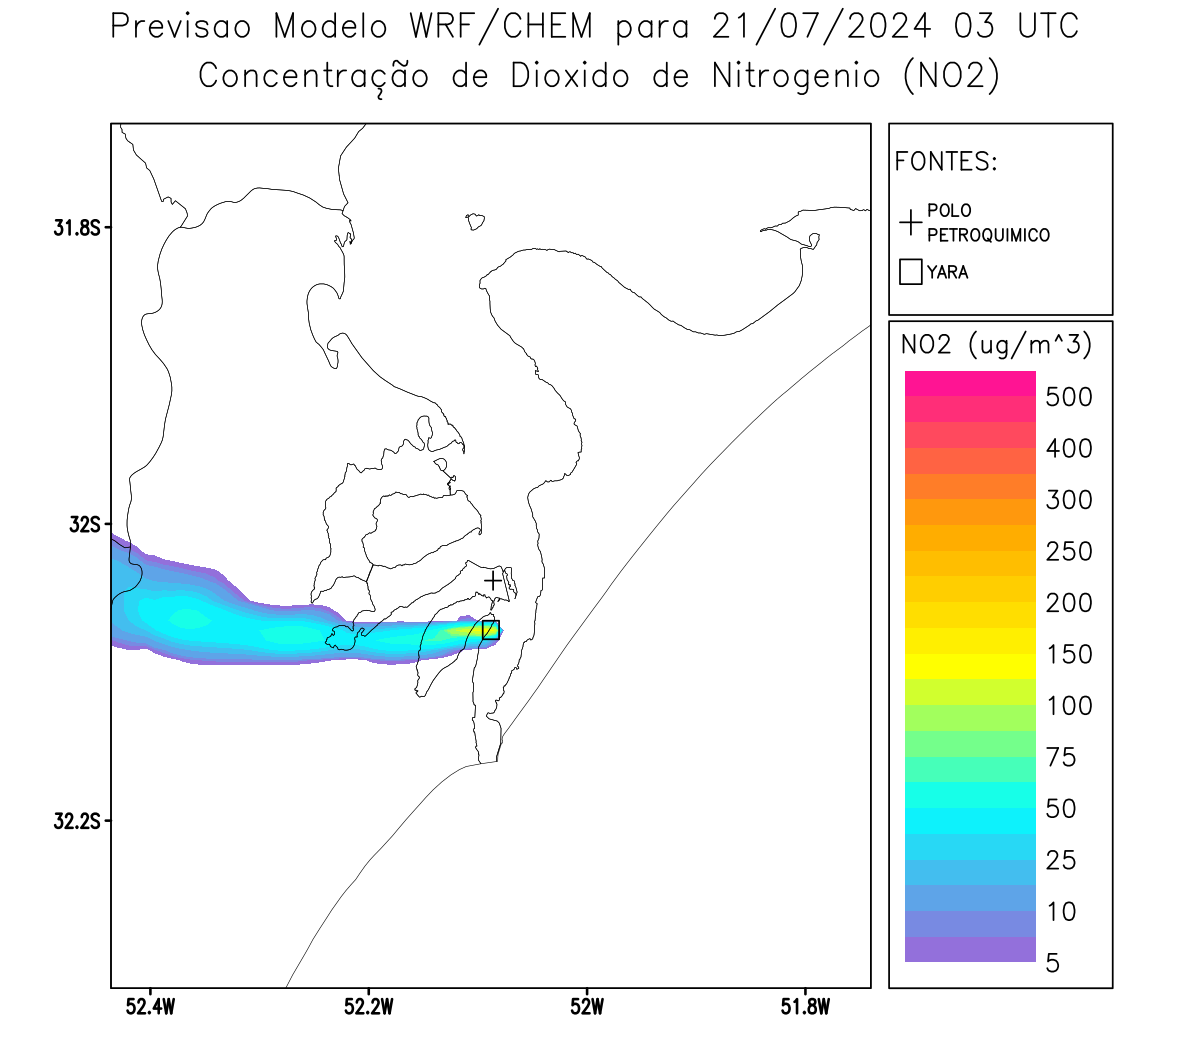 Previsao Modelo WRF/CHEM para 21/07/2024 03 UTC
Concentração de Dioxido de Nitrogenio (NO2)
FONTES:
POLO
PETROQUIMICO
YARA
NO2 (ug/m^3)
500
400
300
250
200
150
100
75
50
25
10
5
31.8S
32S
32.2S
52.4W
52.2W
52W
51.8W